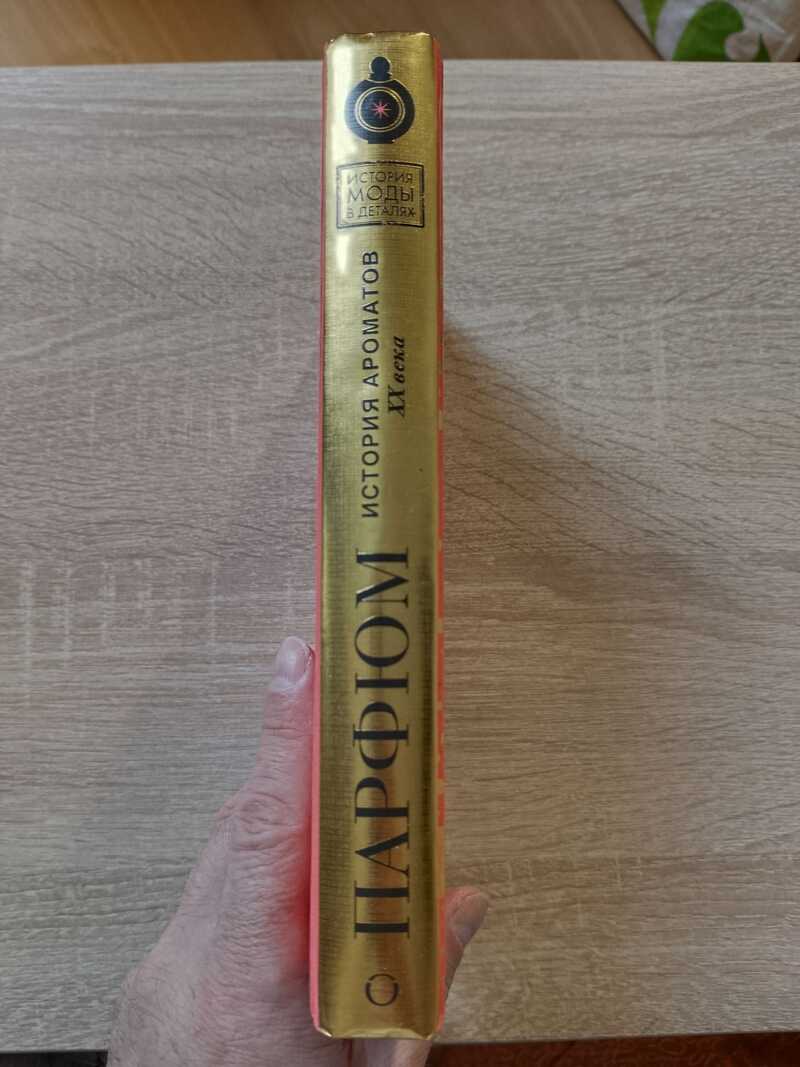 ИСТОРИЯ
МОДЫ
В ДЕТАЛЯХ
ПАРФЮМ
ИСТОРИЯ АРОМАТОВ
XX века